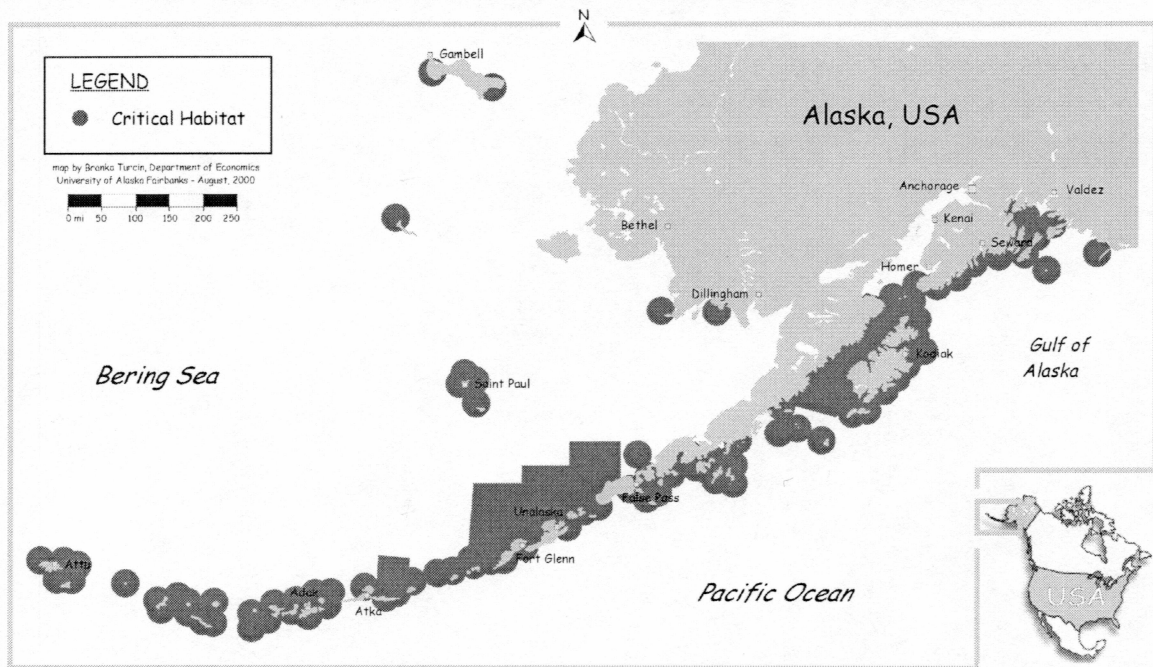 N
Gambell
LEGEND
Critical Habitat
Alaska, USA
map by Branka Turcin, Department of Economics
University of Alaska Fairbanks - August, 2000
0 mi 50 100 150 200 250
Anchorage
Valdez
Kenai
Bethel
Seward
Homer
Dillingham
Gulf of
Alaska
Kodiak
Bering Sea
Saint Paul
False Pass
Unalaska
Fort Glenn
Attu
Adak
Atka
Pacific Ocean
USA